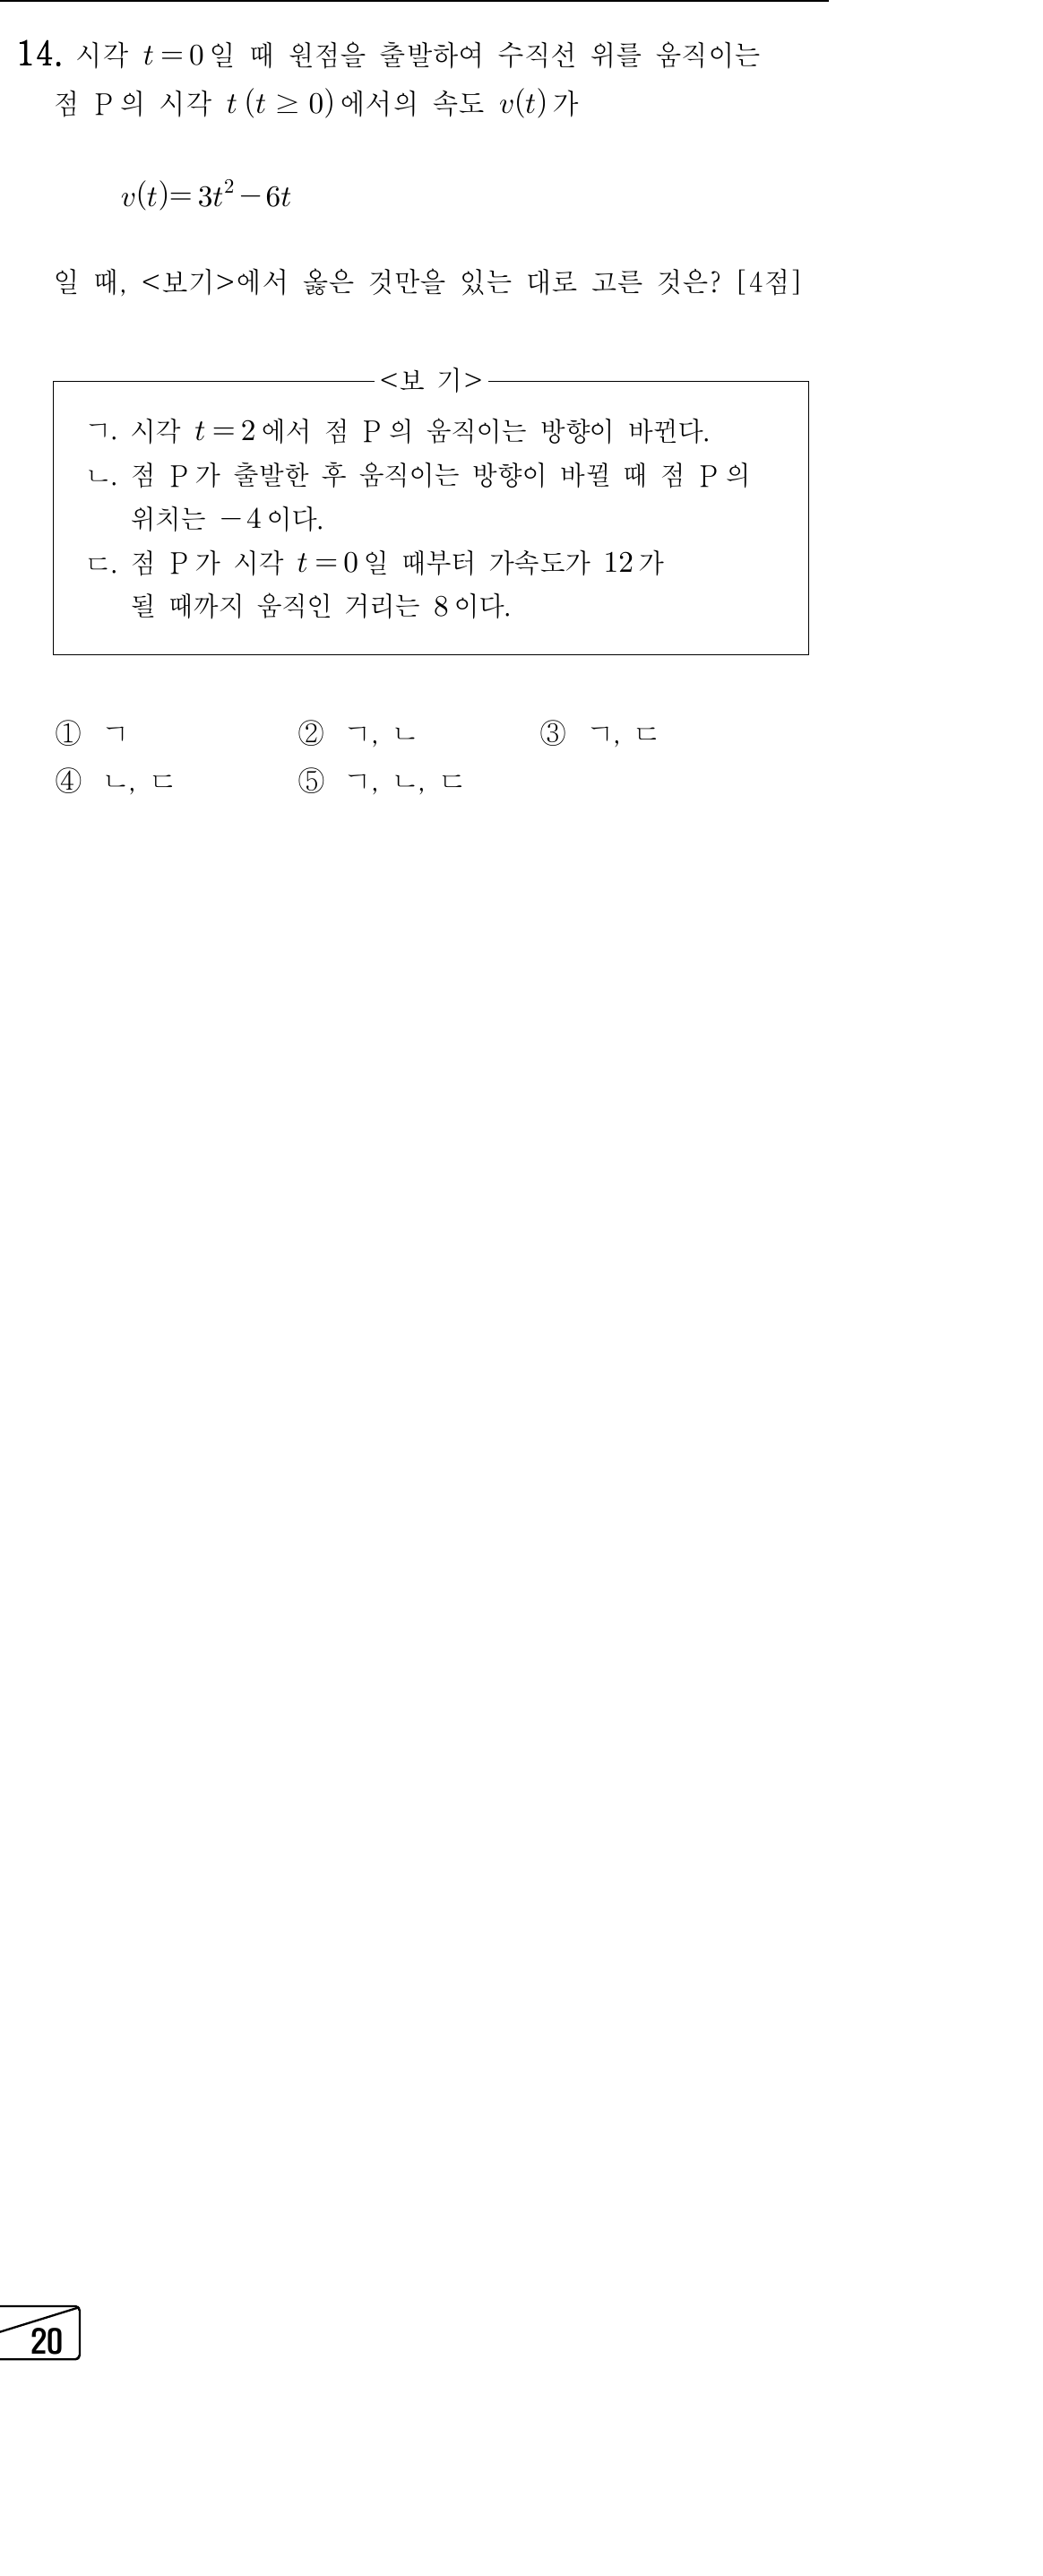 14. 시각 t=0일 때 원점을 출발하여 수직선 위를 움직이는
점 P의 시각 t (t ≥ 0)에서의 속도 v(t)가
v(t)=3t²-6t
일 때, <보기>에서 옳은 것만을 있는 대로 고른 것은? [4점]
<보 기>
ㄱ. 시각 t=2에서 점 P의 움직이는 방향이 바뀐다.
ㄴ. 점 P가 출발한 후 움직이는 방향이 바뀔 때 점 P의
위치는 -4이다.
ㄷ. 점 P가 시각 t=0일 때부터 가속도가 12가
될 때까지 움직인 거리는 8이다.
① ㄱ ② ㄱ, ㄴ ③ ㄱ, ㄷ
④ ㄴ, ㄷ ⑤ ㄱ, ㄴ, ㄷ
20